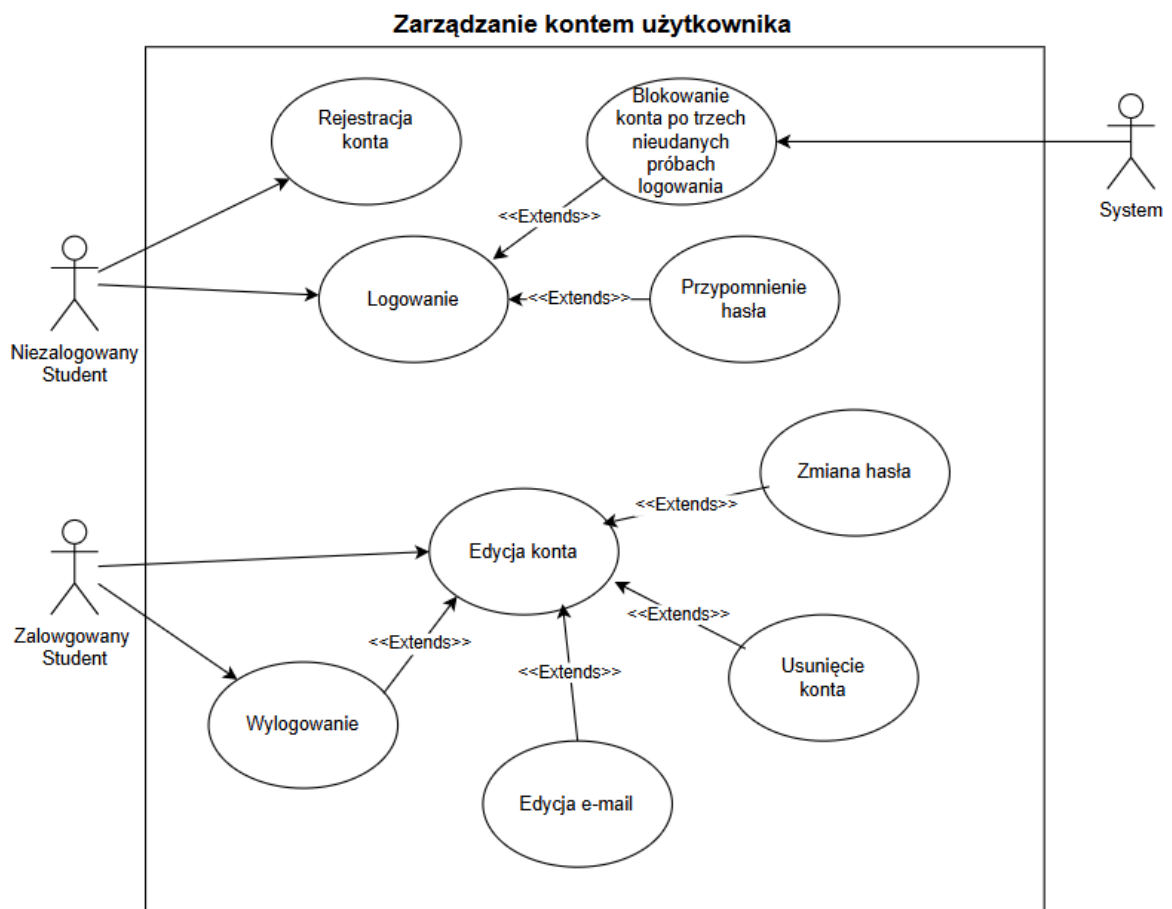 Zarządzanie kontem użytkownika
Rejestracja
konta
Blokowanie
konta po trzech
nieudanych
próbach
logowania
System
<<Extends>>
Niezalogowany
Student
Logowanie
<<Extends>>
Przypomnienie
hasła
Zmiana hasła
<<Extends>>
Edycja konta
Zalowgowany
Student
<<Extends>>
<<Extends>>
<<Extends>>
Usunięcie
konta
Wylogowanie
Edycja e-mail